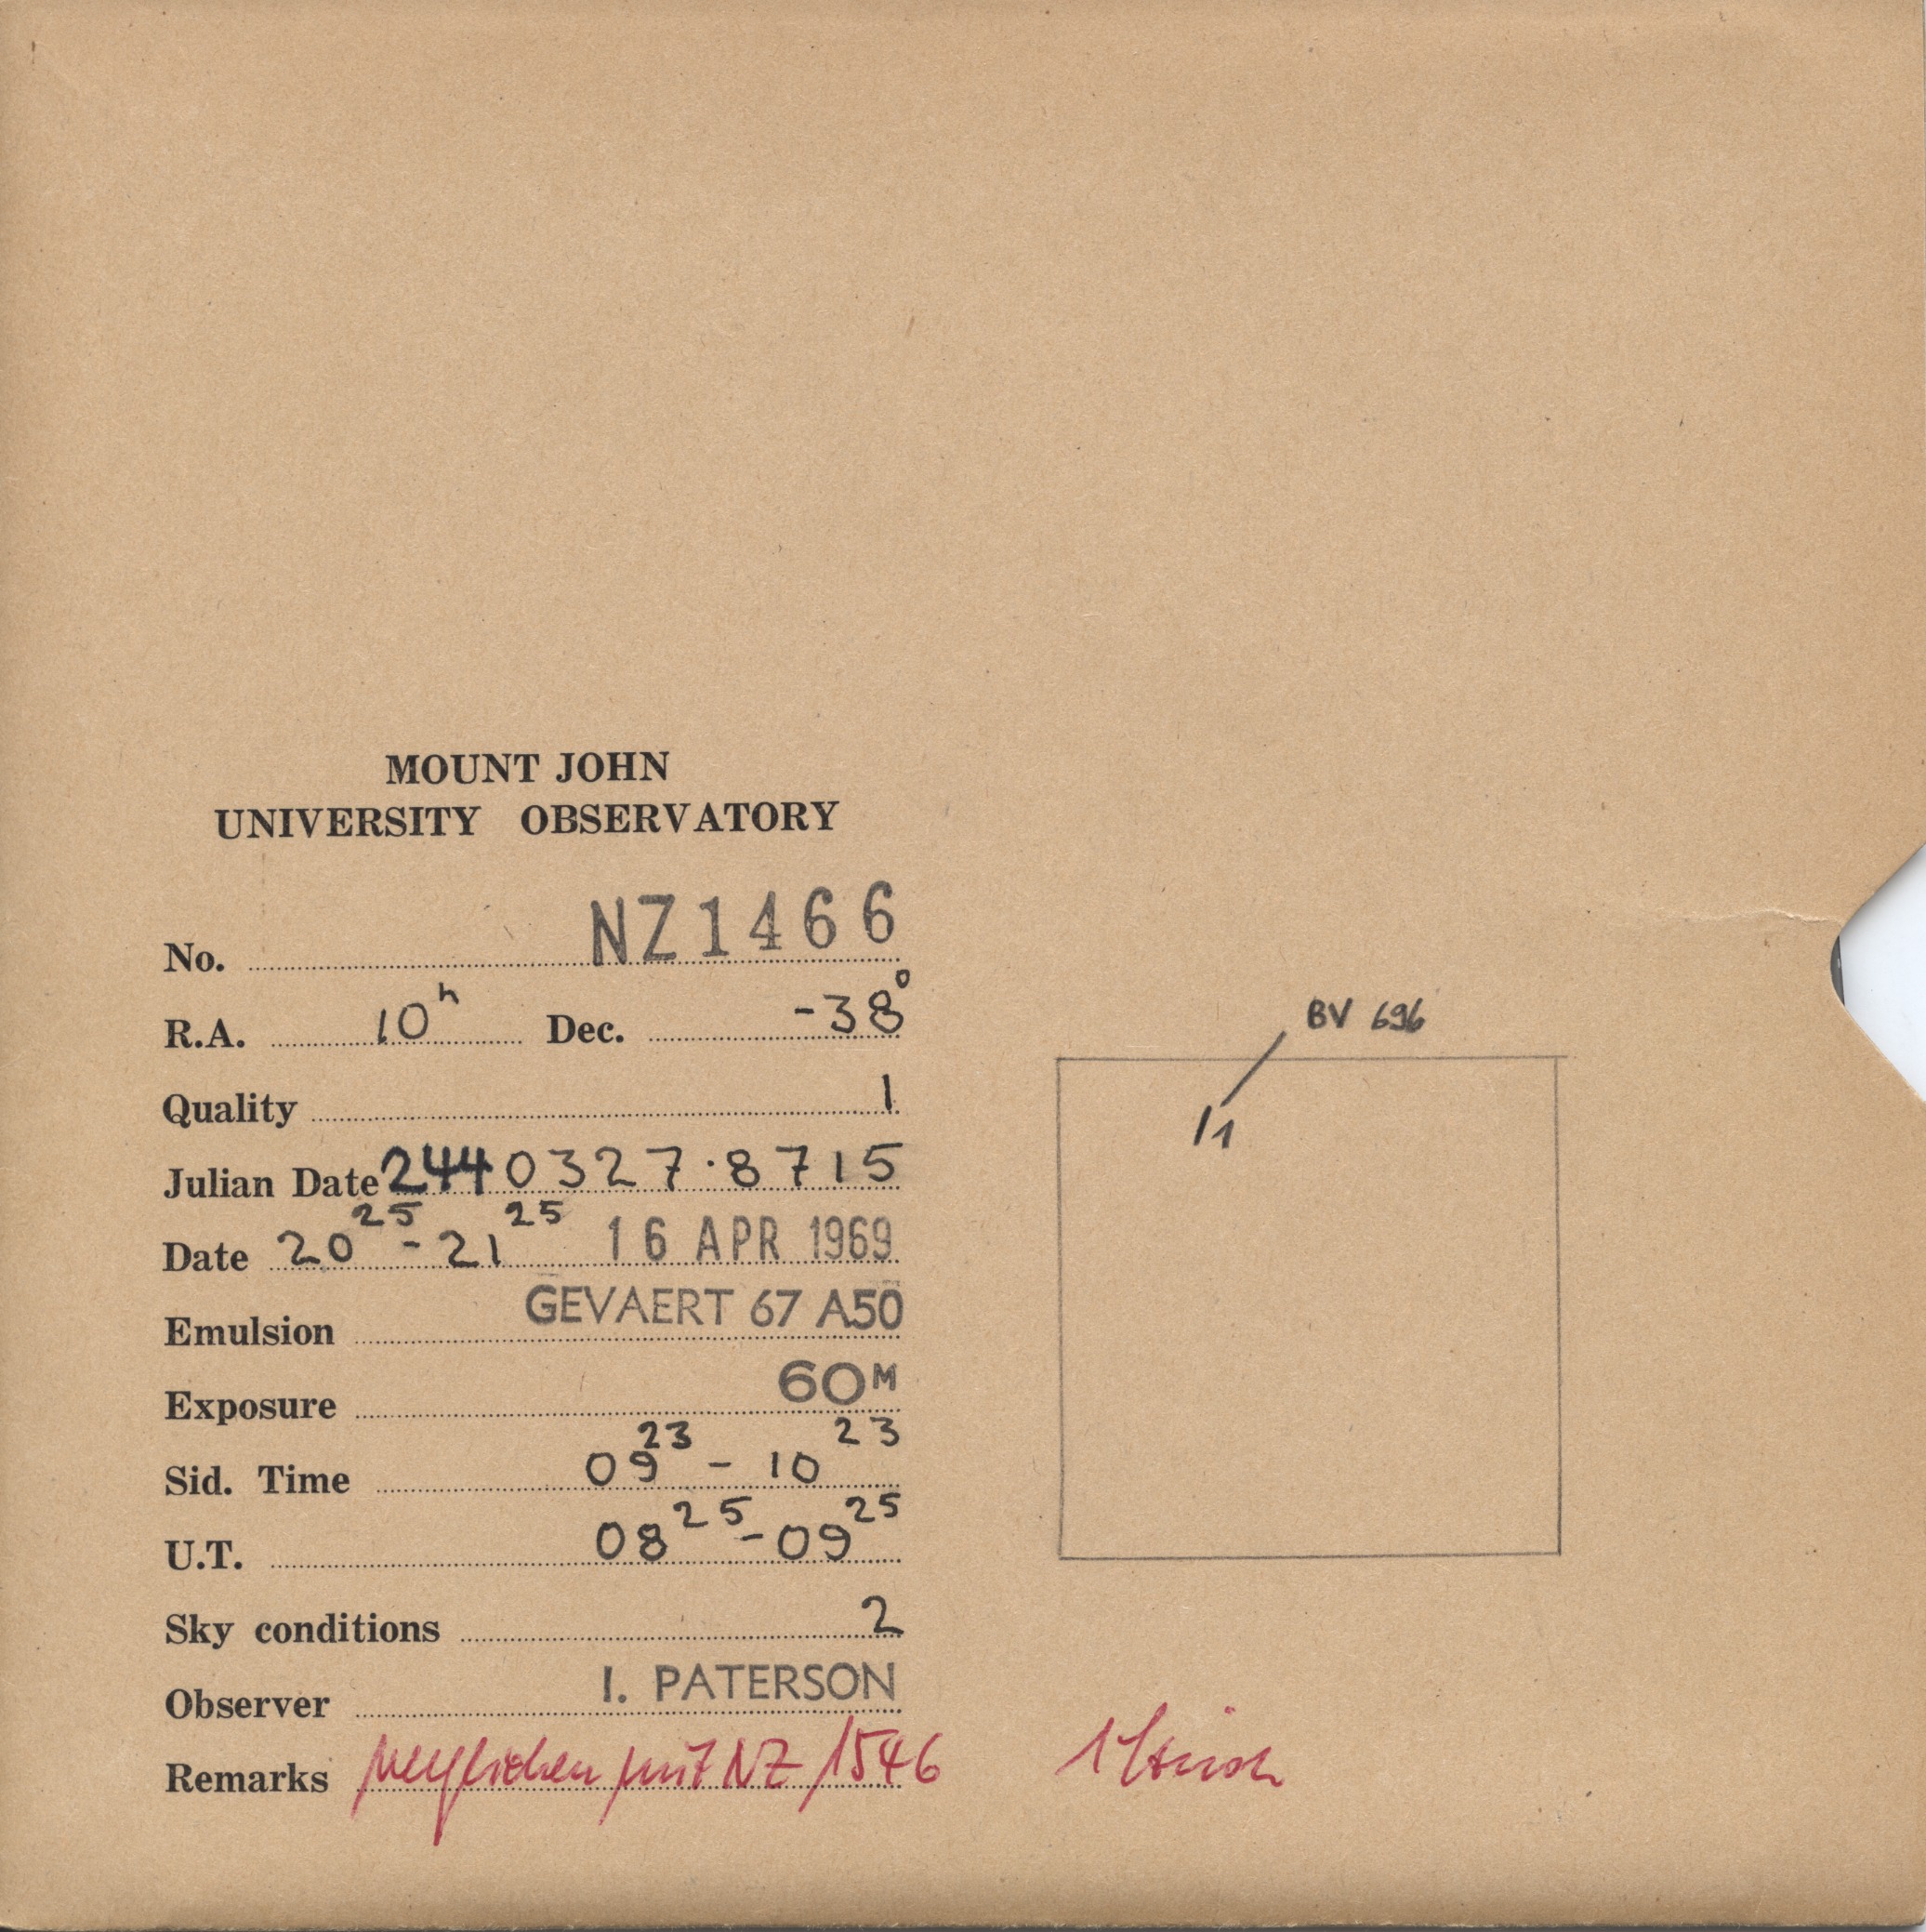 MOUNT JOHN
UNIVERSITY OBSERVATORY
No. NZ1466
R.A. 10h Dec. -38°
Quality 1
Julian Date 2440327.8715
Date 20 25 - 21 25 16 APR 1969
Emulsion GEVAERT 67 A50
Exposure 60M
Sid. Time 09 23 - 10 23
U.T. 08 25 - 09 25
Sky conditions 2
Observer I. PATERSON
Remarks verglichen mit NZ 1546
BV 696